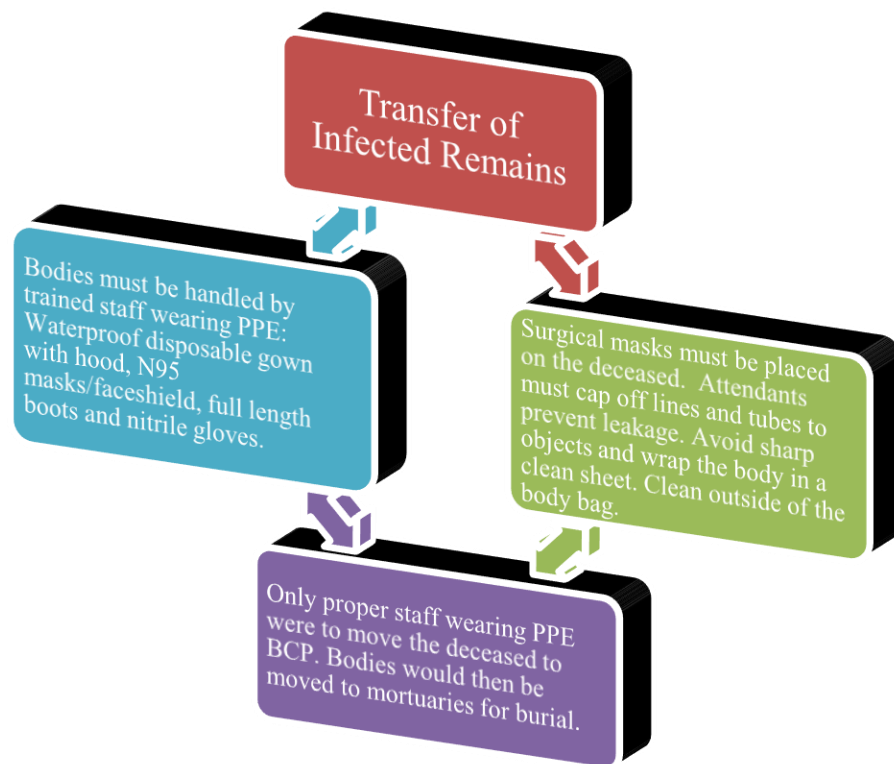 Transfer of
Infected Remains
Bodies must be handled by
trained staff wearing PPE:
Waterproof disposable gown
with hood, N95
masks/faceshield, full length
boots and nitrile gloves.
Surgical masks must be placed
on the deceased. Attendants
must cap off lines and tubes to
prevent leakage. Avoid sharp
objects and wrap the body in a
clean sheet. Clean outside of the
body bag.
Only proper staff wearing PPE
were to move the deceased to
BCP. Bodies would then be
moved to mortuaries for burial.